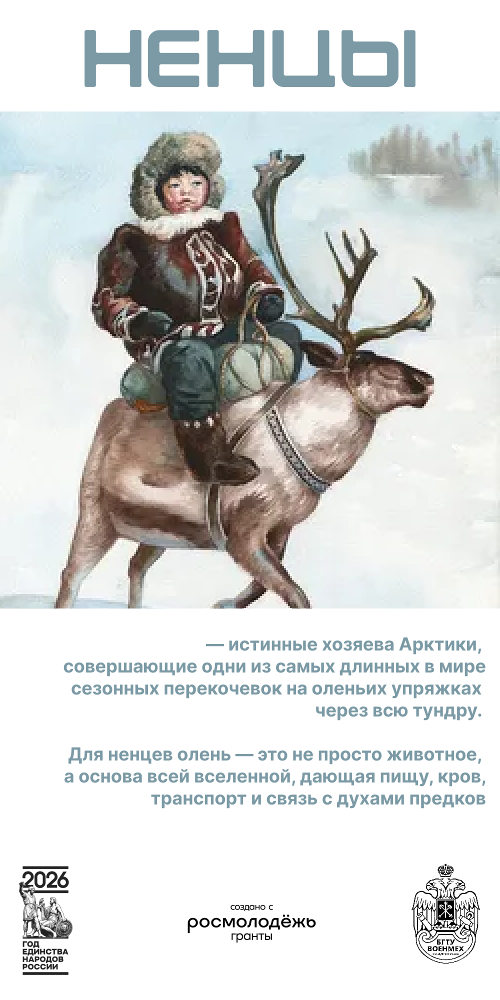 НЕНЦЫ
— истинные хозяева Арктики,
совершающие одни из самых длинных в мире
сезонных перекочевок на оленьих упряжках
через всю тундру.
Для ненцев олень — это не просто животное,
а основа всей вселенной, дающая пищу, кров,
транспорт и связь с духами предков
2026
ГОД
ЕДИНСТВА
НАРОДОВ
РОССИИ
создано с
росмолодёжь
гранты
БГТУ
ВОЕНМЕХ
им. Д.Ф. Устинова